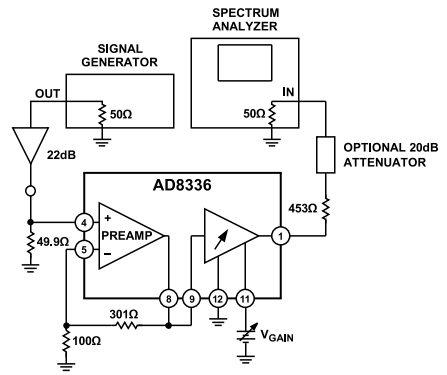 SPECTRUM
ANALYZER
SIGNAL
GENERATOR
OUT
IN
50Ω
50Ω
22dB
OPTIONAL 20dB
ATTENUATOR
AD8336
453Ω
4
+
PREAMP
1
49.9Ω
5
–
8
9
12
11
301Ω
100Ω
VGAIN